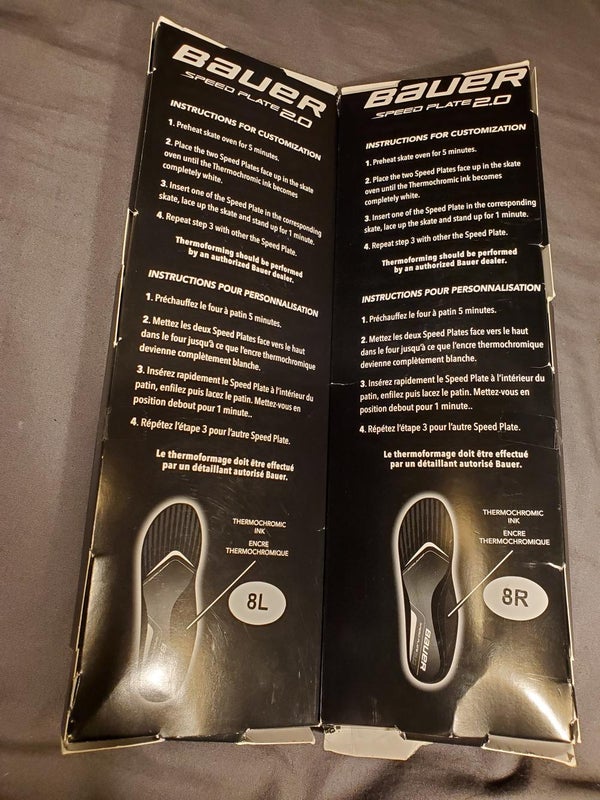 BAUER
SPEED PLATE 2.0
INSTRUCTIONS FOR CUSTOMIZATION
1. Preheat skate oven for 5 minutes.
2. Place the two Speed Plates face up in the skate
oven until the Thermochromic ink becomes
completely white.
3. Insert one of the Speed Plate in the corresponding
skate, lace up the skate and stand up for 1 minute.
4. Repeat step 3 with other the Speed Plate.
Thermoforming should be performed
by an authorized Bauer dealer.
INSTRUCTIONS POUR PERSONNALISATION
1. Préchauffez le four à patin 5 minutes.
2. Mettez les deux Speed Plates face vers le haut
dans le four jusqu'à ce que l'encre thermochromique
devienne complètement blanche.
3. Insérez rapidement le Speed Plate à l'intérieur du
patin, enfilez puis lacez le patin. Mettez-vous en
position debout pour 1 minute..
4. Répétez l'étape 3 pour l'autre Speed Plate.
Le thermoformage doit être effectué
par un détaillant autorisé Bauer.
THERMOCHROMIC
INK
ENCRE
THERMOCHROMIQUE
8L
BAUER
SPEED PLATE 2.0
INSTRUCTIONS FOR CUSTOMIZATION
1. Preheat skate oven for 5 minutes.
2. Place the two Speed Plates face up in the skate
oven until the Thermochromic ink becomes
completely white.
3. Insert one of the Speed Plate in the corresponding
skate, lace up the skate and stand up for 1 minute.
4. Repeat step 3 with other the Speed Plate.
Thermoforming should be performed
by an authorized Bauer dealer.
INSTRUCTIONS POUR PERSONNALISATION
1. Préchauffez le four à patin 5 minutes.
2. Mettez les deux Speed Plates face vers le haut
dans le four jusqu'à ce que l'encre thermochromique
devienne complètement blanche.
3. Insérez rapidement le Speed Plate à l'intérieur du
patin, enfilez puis lacez le patin. Mettez-vous en
position debout pour 1 minute..
4. Répétez l'étape 3 pour l'autre Speed Plate.
Le thermoformage doit être effectué
par un détaillant autorisé Bauer.
THERMOCHROMIC
INK
ENCRE
THERMOCHROMIQUE
8R
BAUER